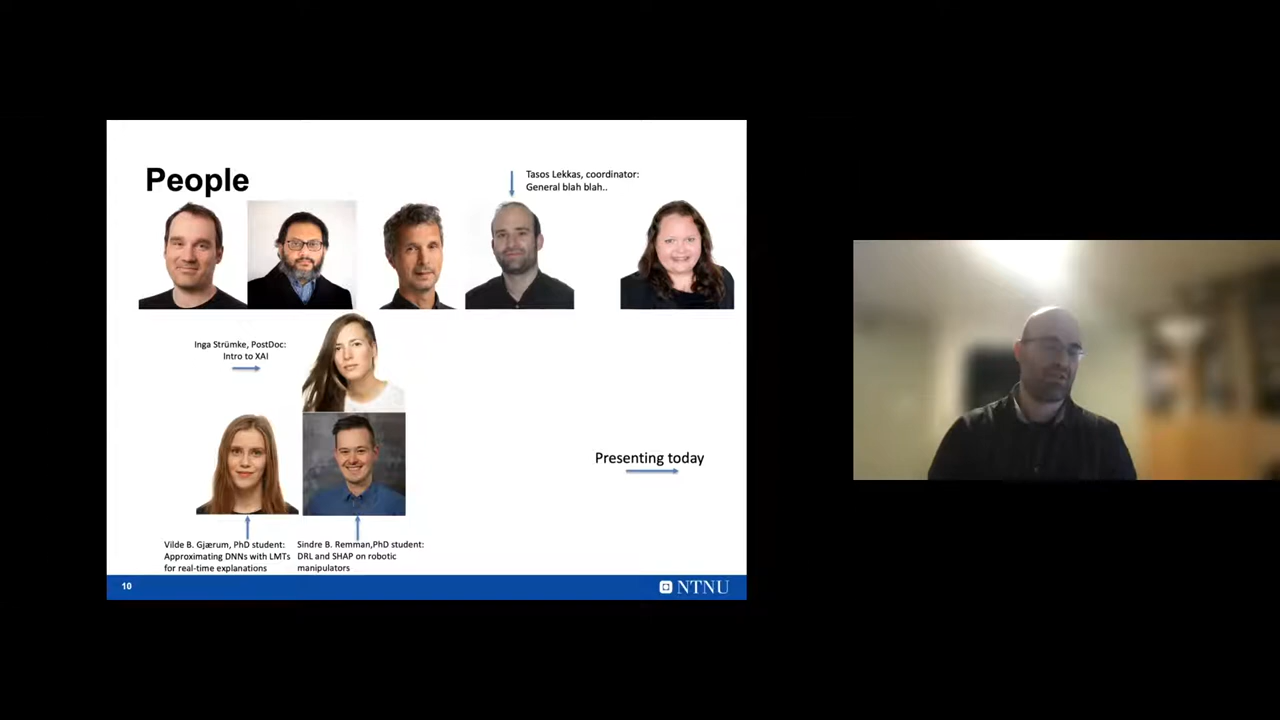 People
Tasos Lekkas, coordinator:
General blah blah..
Inga Strümke, PostDoc:
Intro to XAI
Presenting today
Vilde B. Gjærum, PhD student:
Approximating DNNs with LMTs
for real-time explanations
Sindre B. Remman,PhD student:
DRL and SHAP on robotic
manipulators
10
NTNU